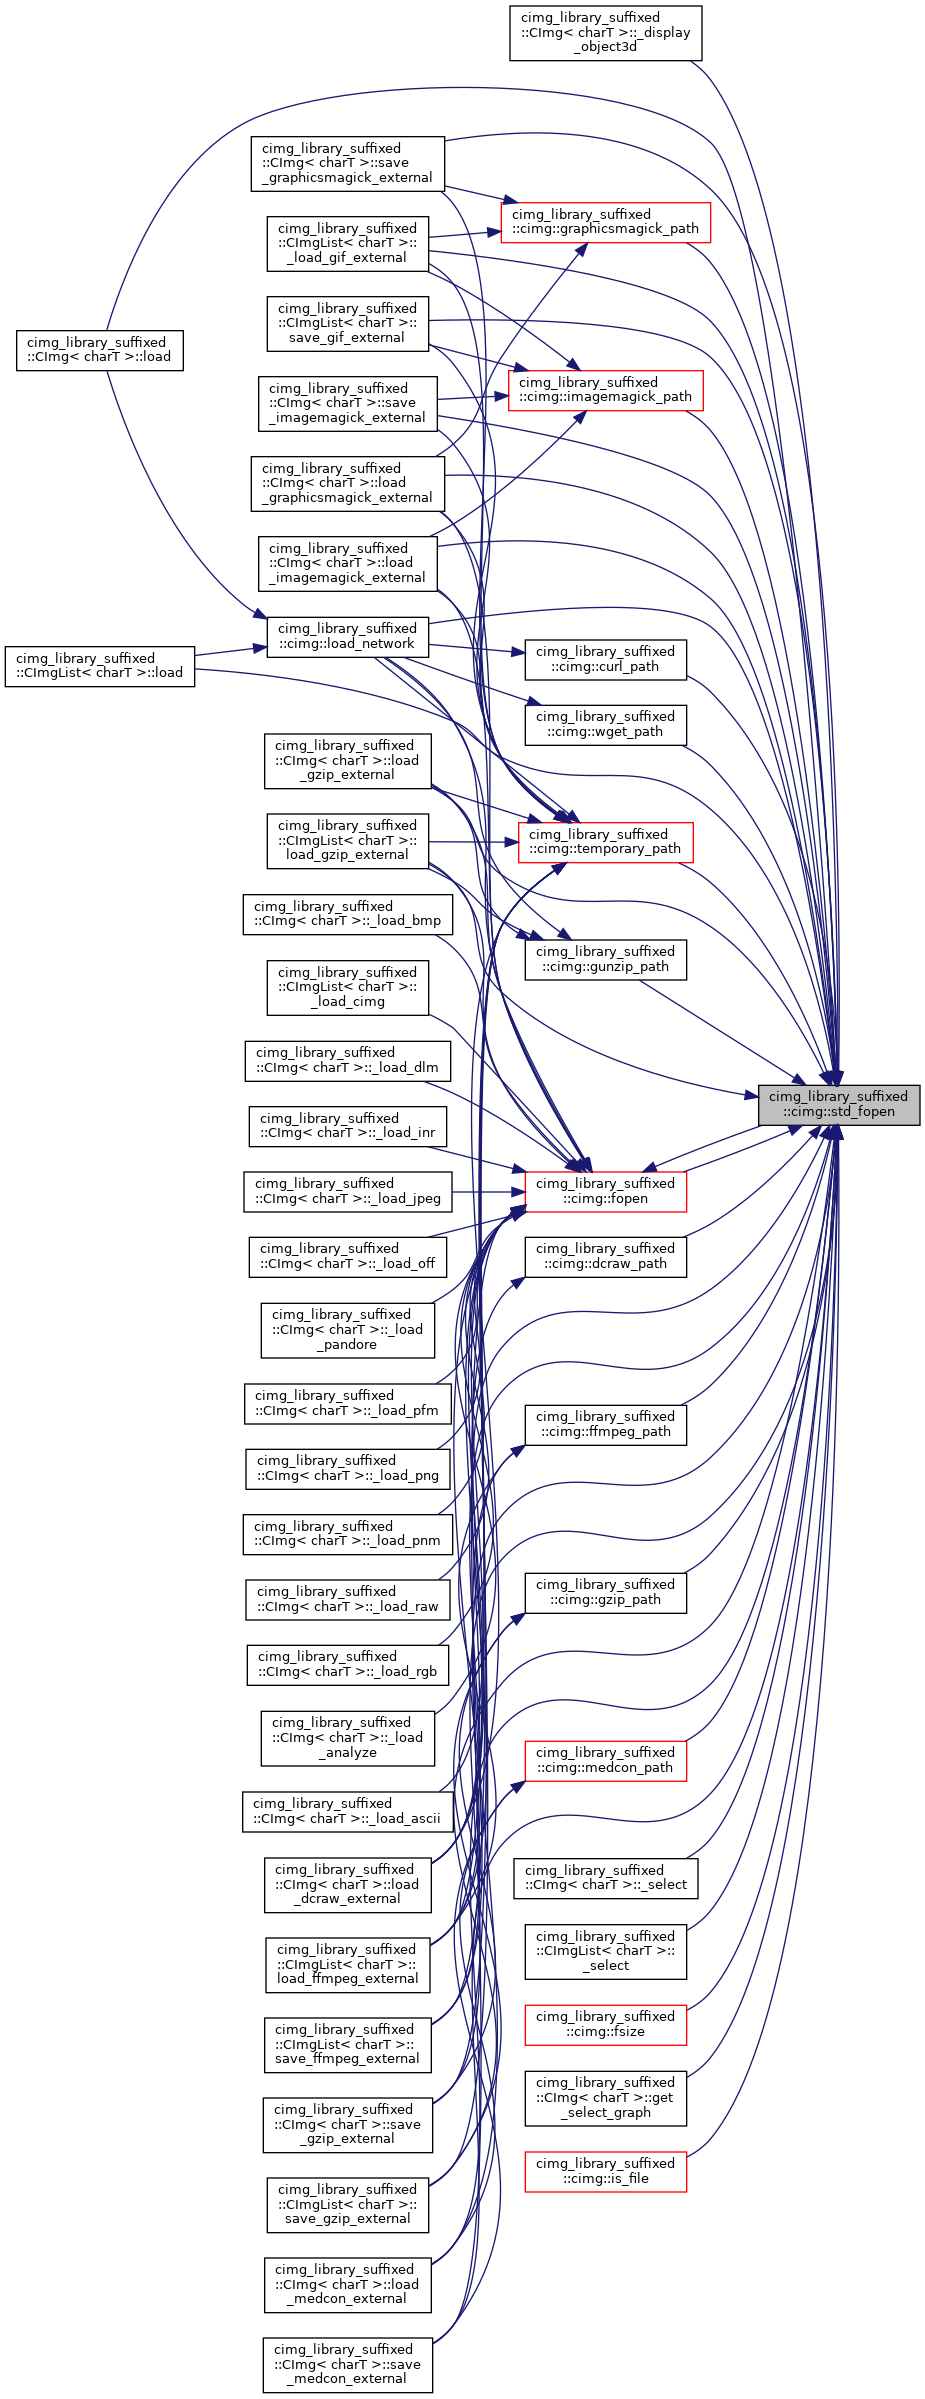 cimg_library_suffixed
::CImg< charT >::_display
_object3d
cimg_library_suffixed
::CImg< charT >::save
_graphicsmagick_external
cimg_library_suffixed
::cimg::graphicsmagick_path
cimg_library_suffixed
::CImgList< charT >::
_load_gif_external
cimg_library_suffixed
::CImgList< charT >::
save_gif_external
cimg_library_suffixed
::CImg< charT >::load
cimg_library_suffixed
::cimg::imagemagick_path
cimg_library_suffixed
::CImg< charT >::save
_imagemagick_external
cimg_library_suffixed
::CImg< charT >::load
_graphicsmagick_external
cimg_library_suffixed
::CImg< charT >::load
_imagemagick_external
cimg_library_suffixed
::cimg::load_network
cimg_library_suffixed
::CImgList< charT >::load
cimg_library_suffixed
::cimg::curl_path
cimg_library_suffixed
::cimg::wget_path
cimg_library_suffixed
::CImg< charT >::load
_gzip_external
cimg_library_suffixed
::CImgList< charT >::
load_gzip_external
cimg_library_suffixed
::cimg::temporary_path
cimg_library_suffixed
::CImg< charT >::_load_bmp
cimg_library_suffixed
::cimg::gunzip_path
cimg_library_suffixed
::CImgList< charT >::
_load_cimg
cimg_library_suffixed
::CImg< charT >::_load_dlm
cimg_library_suffixed
::cimg::std_fopen
cimg_library_suffixed
::CImg< charT >::_load_inr
cimg_library_suffixed
::CImg< charT >::_load_jpeg
cimg_library_suffixed
::cimg::fopen
cimg_library_suffixed
::CImg< charT >::_load_off
cimg_library_suffixed
::cimg::dcraw_path
cimg_library_suffixed
::CImg< charT >::_load
_pandore
cimg_library_suffixed
::CImg< charT >::_load_pfm
cimg_library_suffixed
::cimg::ffmpeg_path
cimg_library_suffixed
::CImg< charT >::_load_png
cimg_library_suffixed
::CImg< charT >::_load_pnm
cimg_library_suffixed
::CImg< charT >::_load_raw
cimg_library_suffixed
::cimg::gzip_path
cimg_library_suffixed
::CImg< charT >::_load_rgb
cimg_library_suffixed
::CImg< charT >::_load
_analyze
cimg_library_suffixed
::cimg::medcon_path
cimg_library_suffixed
::CImg< charT >::_load_ascii
cimg_library_suffixed
::CImg< charT >::load
_dcraw_external
cimg_library_suffixed
::CImg< charT >::_select
cimg_library_suffixed
::CImgList< charT >::
load_ffmpeg_external
cimg_library_suffixed
::CImgList< charT >::
_select
cimg_library_suffixed
::CImgList< charT >::
save_ffmpeg_external
cimg_library_suffixed
::cimg::fsize
cimg_library_suffixed
::CImg< charT >::save
_gzip_external
cimg_library_suffixed
::CImg< charT >::get
_select_graph
cimg_library_suffixed
::CImgList< charT >::
save_gzip_external
cimg_library_suffixed
::cimg::is_file
cimg_library_suffixed
::CImg< charT >::load
_medcon_external
cimg_library_suffixed
::CImg< charT >::save
_medcon_external